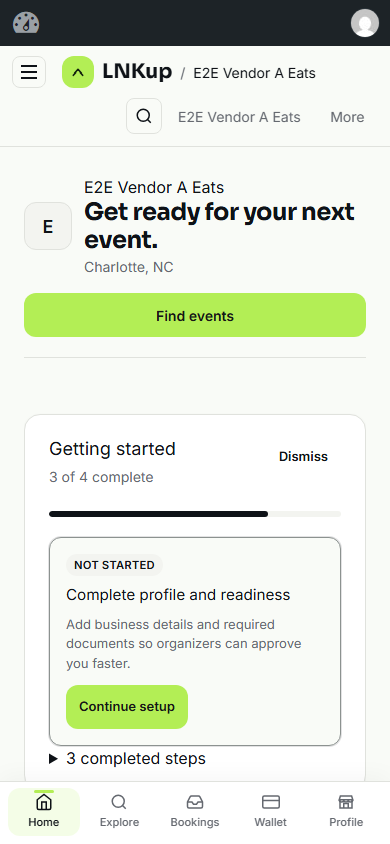 LNKup / E2E Vendor A Eats
E2E Vendor A Eats More
E2E Vendor A Eats
E
Get ready for your next
event.
Charlotte, NC
Find events
Getting started
Dismiss
3 of 4 complete
NOT STARTED
Complete profile and readiness
Add business details and required
documents so organizers can approve
you faster.
Continue setup
3 completed steps
Home Explore Bookings Wallet Profile